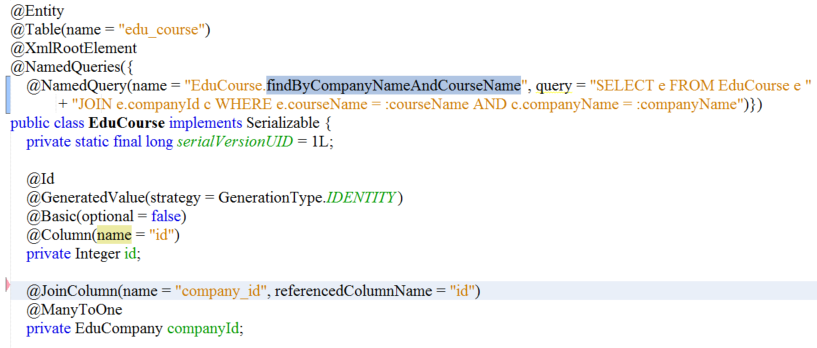 @Entity
@Table(name = "edu_course")
@XmlRootElement
@NamedQueries({
@NamedQuery(name = "EduCourse.findByCompanyNameAndCourseName", query = "SELECT e FROM EduCourse e "
+ "JOIN e.companyId c WHERE e.courseName = :courseName AND c.companyName = :companyName")})
public class EduCourse implements Serializable {
private static final long serialVersionUID = 1L;
@Id
@GeneratedValue(strategy = GenerationType.IDENTITY)
@Basic(optional = false)
@Column(name = "id")
private Integer id;
@JoinColumn(name = "company_id", referencedColumnName = "id")
@ManyToOne
private EduCompany companyId;